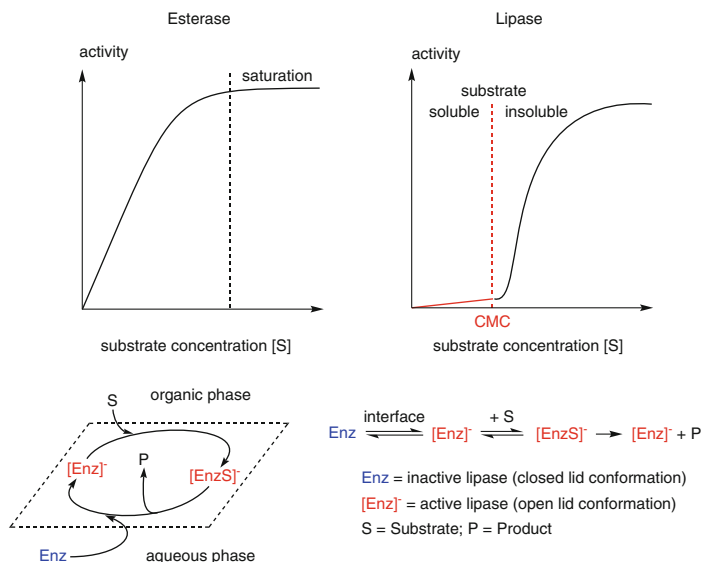 Esterase
activity
saturation
substrate concentration [S]
Lipase
activity
substrate
soluble insoluble
CMC
substrate concentration [S]
organic phase
S
[Enz]⁻
P
[EnzS]⁻
Enz
aqueous phase
interface + S
Enz [Enz]⁻ [EnzS]⁻ [Enz]⁻ + P
Enz = inactive lipase (closed lid conformation)
[Enz]⁻ = active lipase (open lid conformation)
S = Substrate; P = Product